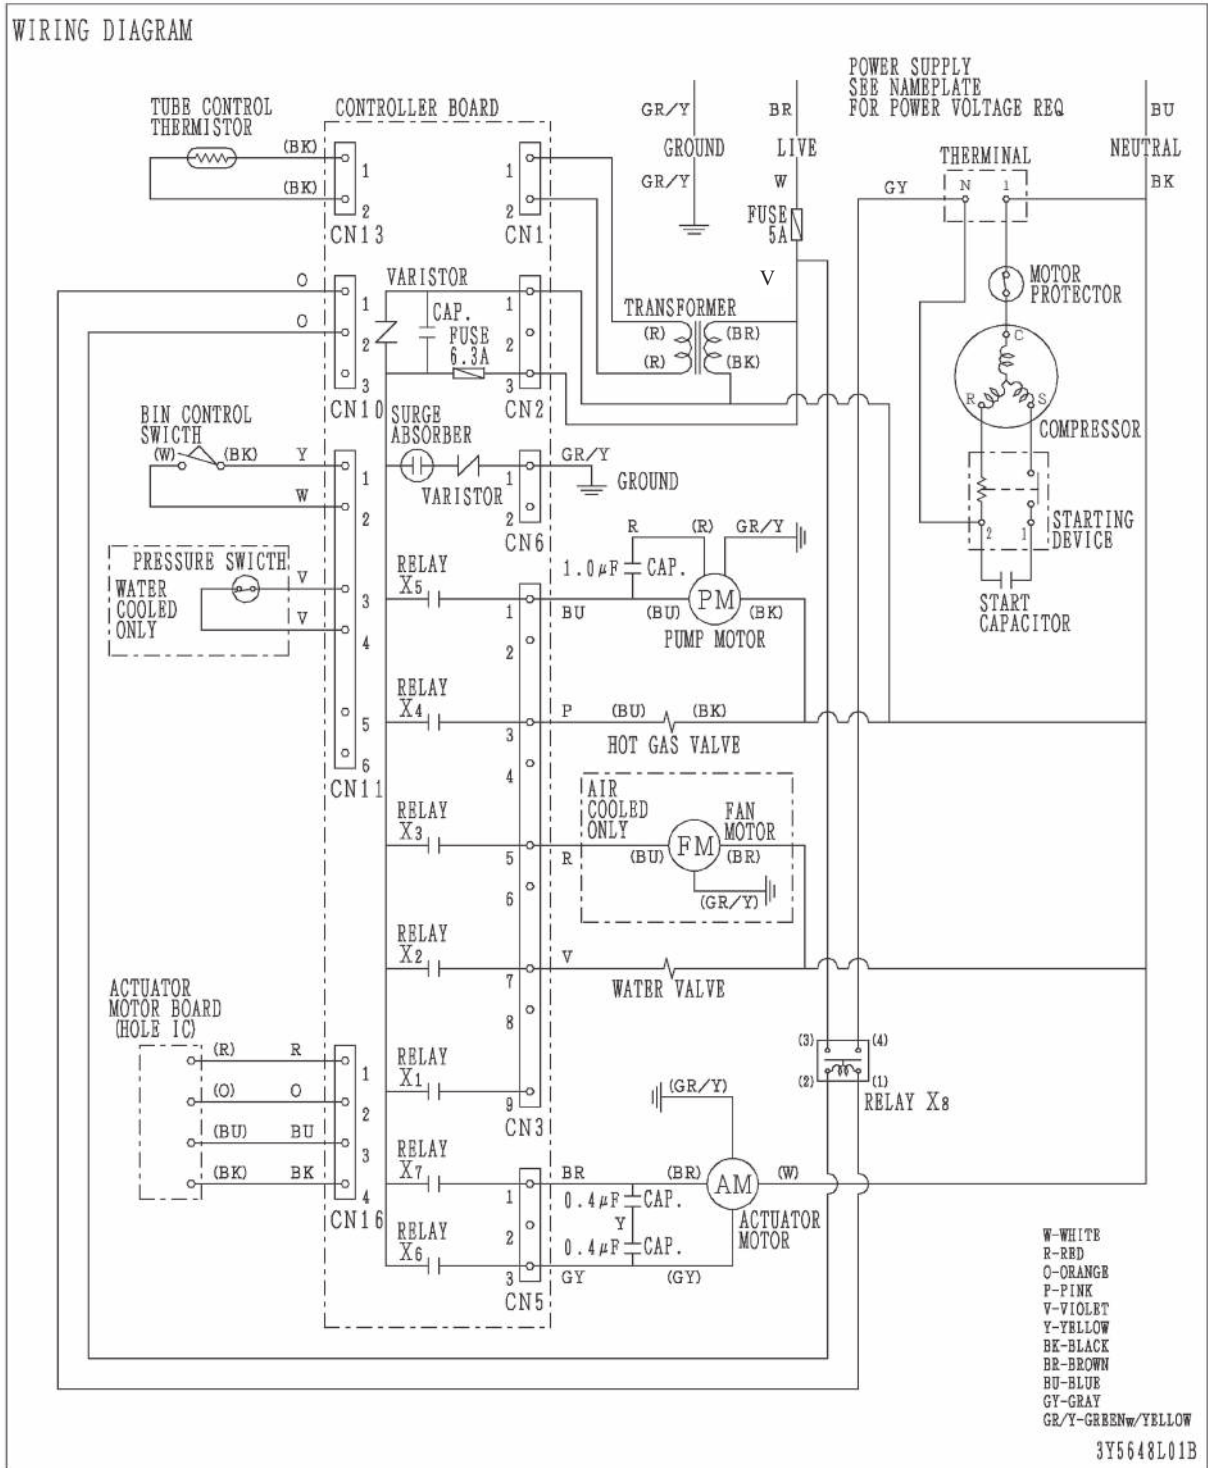 WIRING DIAGRAM
POWER SUPPLY
SEE NAMEPLATE
FOR POWER VOLTAGE REQ
TUBE CONTROL
THERMISTOR
CONTROLLER BOARD
GR/Y
BR
BU
GROUND
LIVE
THERMINAL
NEUTRAL
(BK)
1
1
GR/Y
W
GY
N
1
BK
(BK)
2
2
CN13
CN1
FUSE
5A
V
O
1
VARISTOR
1
MOTOR
PROTECTOR
O
2
CAP.
FUSE
6.3A
2
TRANSFORMER
(R)
(BR)
(R)
(BK)
C
3
3
CN10
CN2
R
S
COMPRESSOR
BIN CONTROL
SWICTH
SURGE
ABSORBER
(W)
(BK)
Y
1
1
GR/Y
GROUND
W
2
VARISTOR
2
CN6
2
1
STARTING
DEVICE
START
CAPACITOR
PRESSURE SWICTH
WATER
COOLED
ONLY
V
3
V
4
RELAY
X5
1
BU
R
(R)
GR/Y
1.0μF
CAP.
(BU)
PM
(BK)
PUMP MOTOR
2
5
6
CN11
RELAY
X4
3
P
(BU)
(BK)
HOT GAS VALVE
4
AIR
COOLED
ONLY
FAN
MOTOR
RELAY
X3
5
R
(BU)
FM
(BR)
(GR/Y)
6
RELAY
X2
7
V
WATER VALVE
8
ACTUATOR
MOTOR BOARD
(HOLE IC)
(3)
(4)
(2)
(1)
RELAY X8
(R)
R
1
(O)
O
2
(BU)
BU
3
(BK)
BK
4
CN16
RELAY
X1
9
CN3
(GR/Y)
RELAY
X7
1
BR
(BR)
AM
(W)
0.4μF
CAP.
Y
2
0.4μF
CAP.
ACTUATOR
MOTOR
RELAY
X6
3
GY
(GY)
CN5
W-WHITE
R-RED
O-ORANGE
P-PINK
V-VIOLET
Y-YELLOW
BK-BLACK
BR-BROWN
BU-BLUE
GY-GRAY
GR/Y-GREENw/YELLOW
3Y5648L01B